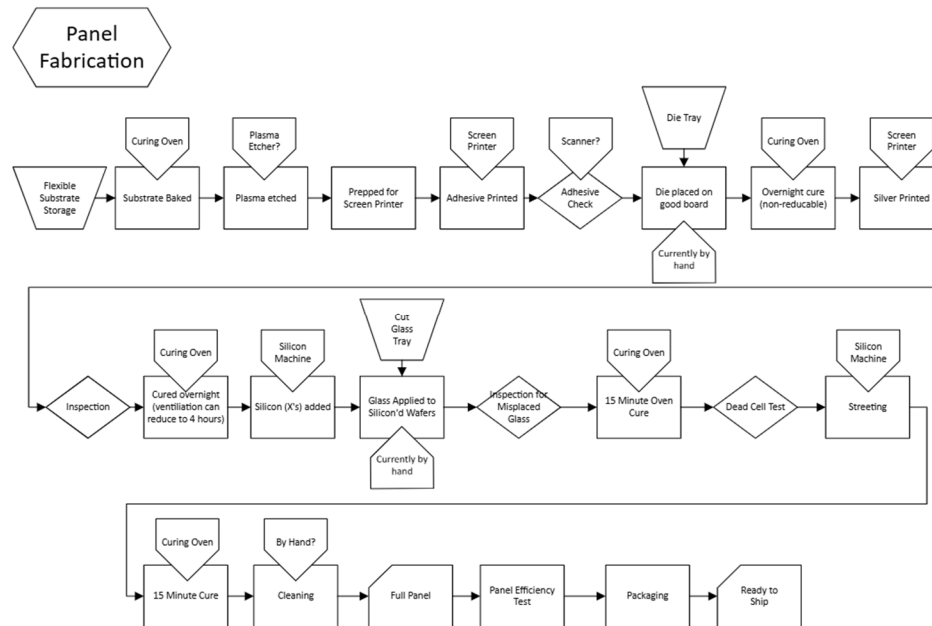 Panel
Fabrication
Curing Oven
Plasma
Etcher?
Screen
Printer
Scanner?
Die Tray
Curing Oven
Screen
Printer
Flexible
Substrate
Storage
Substrate Baked
Plasma etched
Prepped for
Screen Printer
Adhesive Printed
Adhesive
Check
Die placed on
good board
Overnight cure
(non-reducable)
Silver Printed
Currently by
hand
Curing Oven
Silicon
Machine
Cut
Glass
Tray
Curing Oven
Silicon
Machine
Inspection
Cured overnight
(ventiliation can
reduce to 4 hours)
Silicon (X's) added
Glass Applied to
Silicon'd Wafers
Inspection for
Misplaced
Glass
15 Minute Oven
Cure
Dead Cell Test
Streeting
Currently by
hand
Curing Oven
By Hand?
15 Minute Cure
Cleaning
Full Panel
Panel Efficiency
Test
Packaging
Ready to
Ship